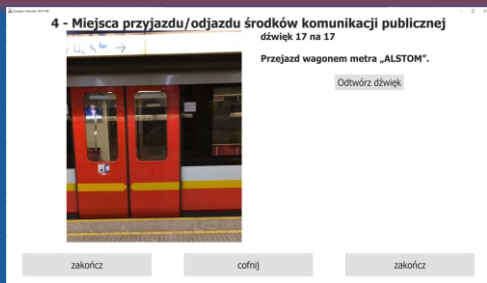 4 - Miejsca przyjazdu/odjazdu środków komunikacji publicznej
dźwięk 17 na 17
Przejazd wagonem metra „ALSTOM”.
Odtwórz dźwięk
zakończ
cofnij
zakończ